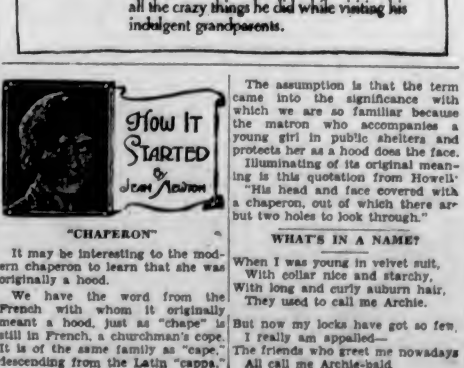 all the crazy things he did while visiting his
indulgent grandparents.
How It
Started
By
Jean Newton
"CHAPERON"
It may be interesting to the mod-
ern chaperon to learn that she was
originally a hood.
We have the word from the
French with whom it originally
meant a hood, just as "chape" is
still in French, a churchman's cope.
It is of the same family as "cape,"
descending from the Latin "cappa."
The assumption is that the term
came into the significance with
which we are so familiar because
the matron who accompanies a
young girl in public shelters and
protects her as a hood does the face.
Illuminating of its original mean-
ing is this quotation from Howell:
"His head and face covered with
a chaperon, out of which there are
but two holes to look through."
WHAT'S IN A NAME?
When I was young in velvet suit,
With collar nice and starchy,
With long and curly auburn hair,
They used to call me Archie.
But now my locks have got so few,
I really am appalled—
The friends who greet me nowadays
All call me Archie-bald